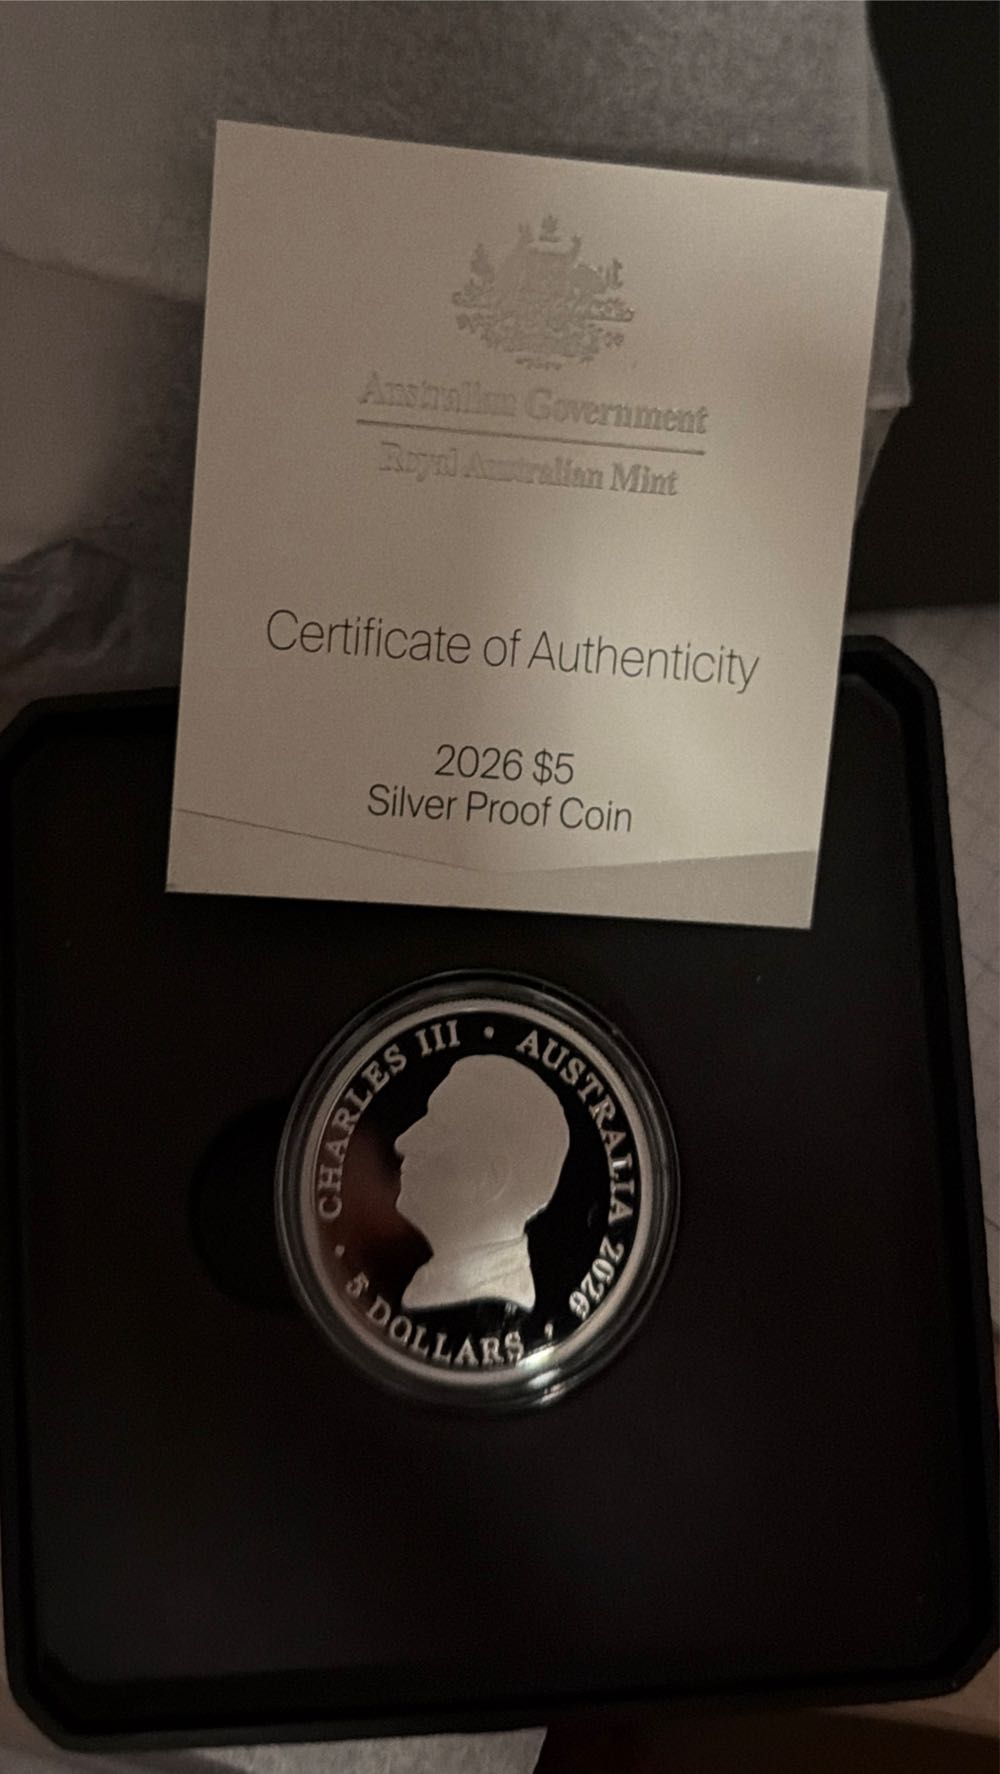 Australian Government
Royal Australian Mint
Certificate of Authenticity
2026 $5
Silver Proof Coin
CHARLES III • AUSTRALIA 2026 •
5 DOLLARS •